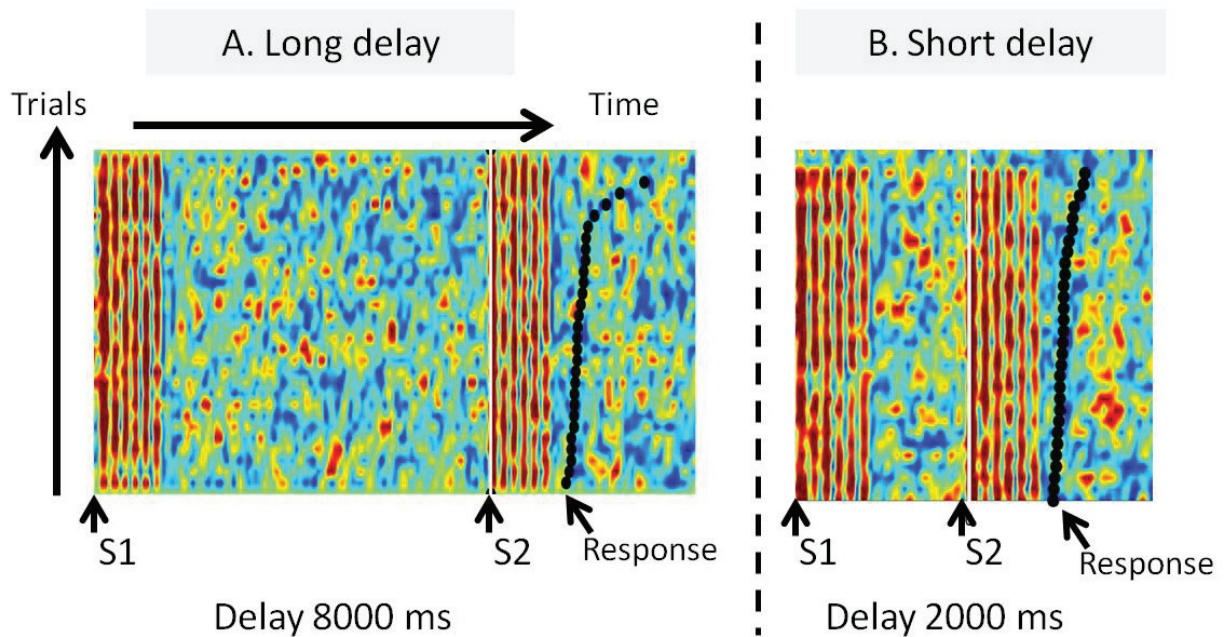 A. Long delay
B. Short delay
Trials
Time
S1
S2
Response
S1
S2
Response
Delay 8000 ms
Delay 2000 ms